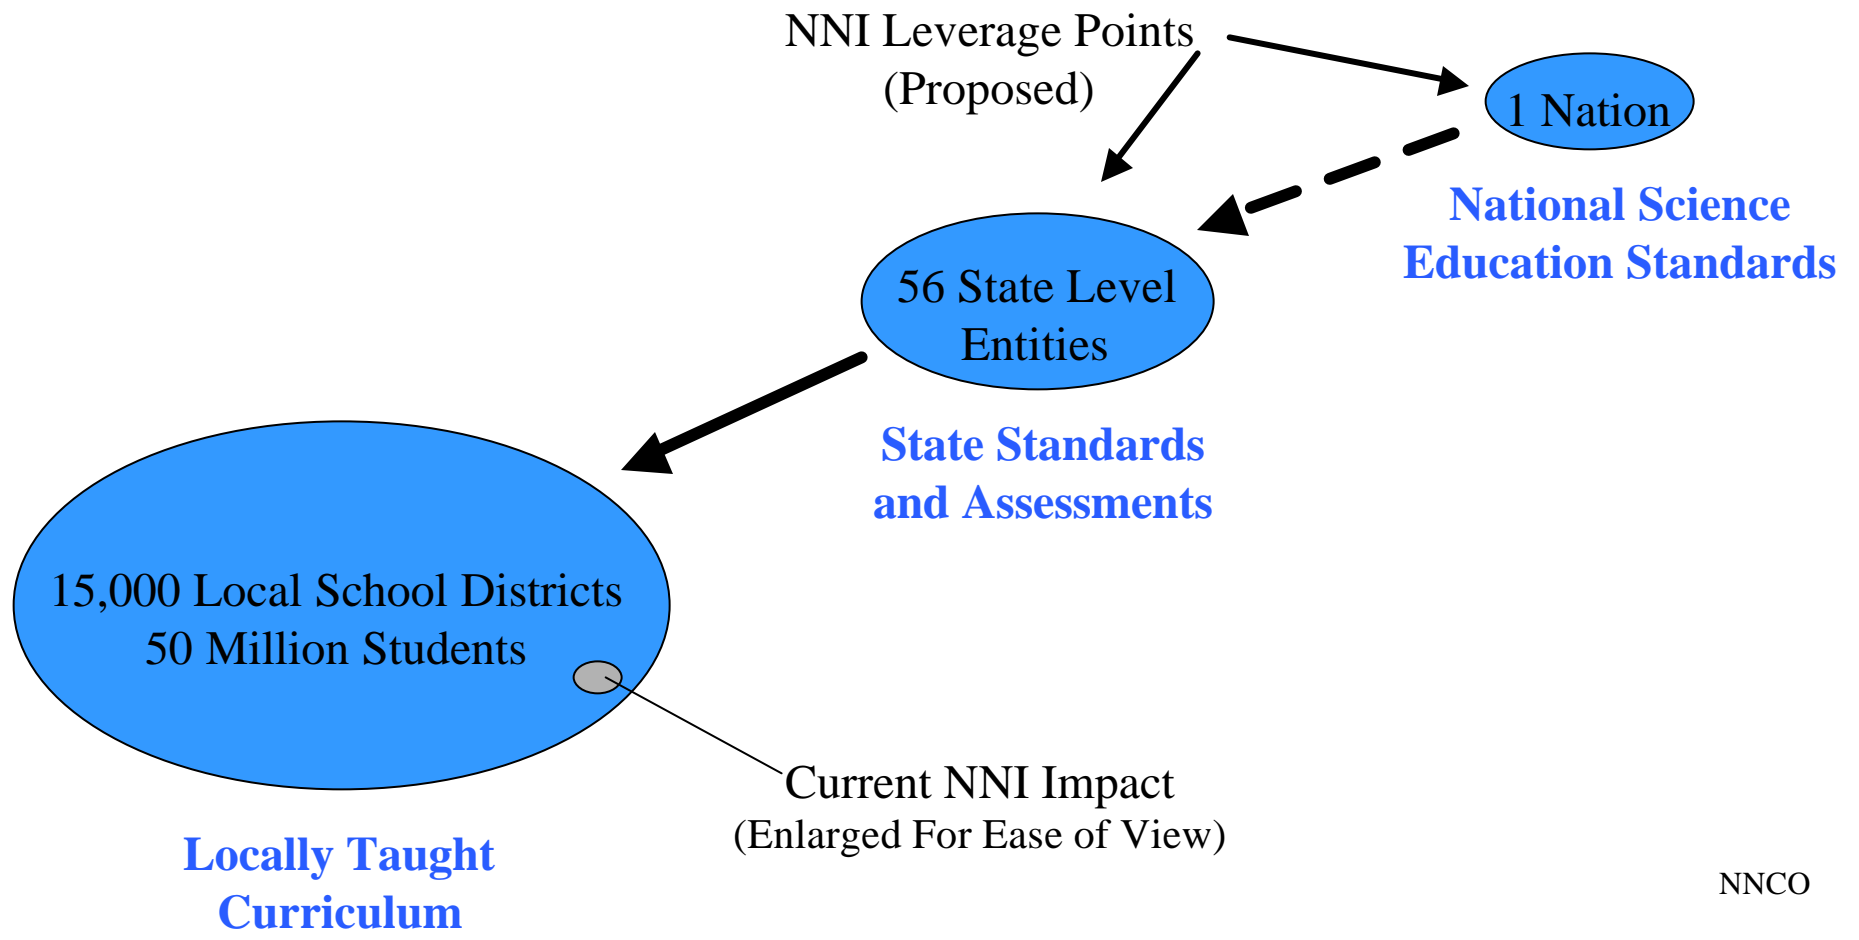 NNI Leverage Points
(Proposed)
1 Nation
National Science
Education Standards
56 State Level
Entities
State Standards
and Assessments
15,000 Local School Districts
50 Million Students
Current NNI Impact
(Enlarged For Ease of View)
Locally Taught
Curriculum
NNCO